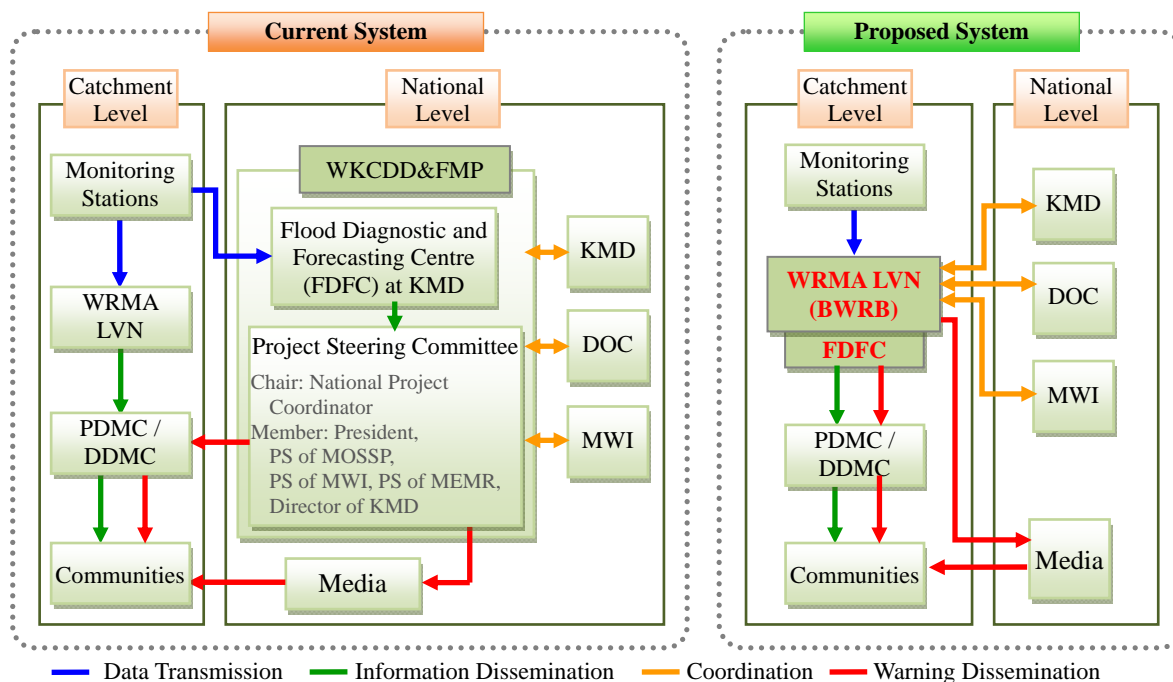 Current System
Catchment
Level
National
Level
Monitoring
Stations
WKCDD&FMP
Flood Diagnostic and
Forecasting Centre
(FDFC) at KMD
KMD
WRMA
LVN
Project Steering Committee
Chair: National Project
Coordinator
Member: President,
PS of MOSSP,
PS of MWI, PS of MEMR,
Director of KMD
DOC
MWI
PDMC /
DDMC
Communities
Media
Proposed System
Catchment
Level
National
Level
Monitoring
Stations
KMD
WRMA LVN
(BWRB)
FDFC
DOC
MWI
PDMC /
DDMC
Communities
Media
Data Transmission
Information Dissemination
Coordination
Warning Dissemination